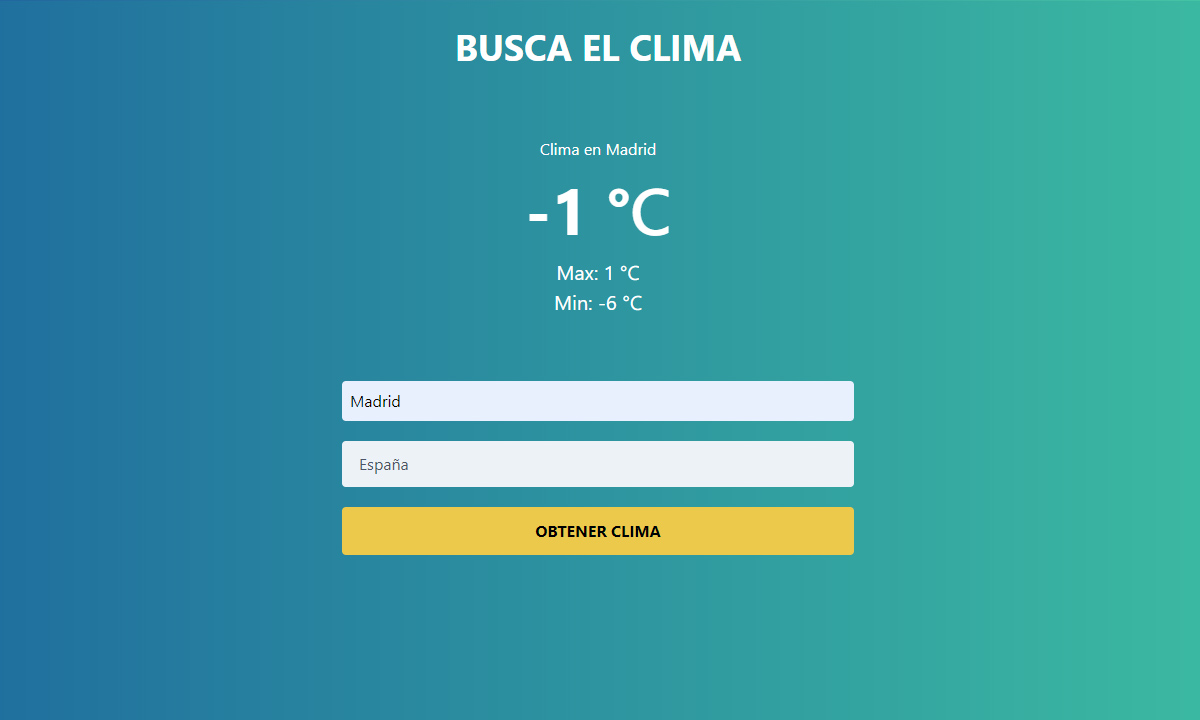 BUSCA EL CLIMA
Clima en Madrid
-1 °C
Max: 1 °C
Min: -6 °C
Madrid
España
OBTENER CLIMA